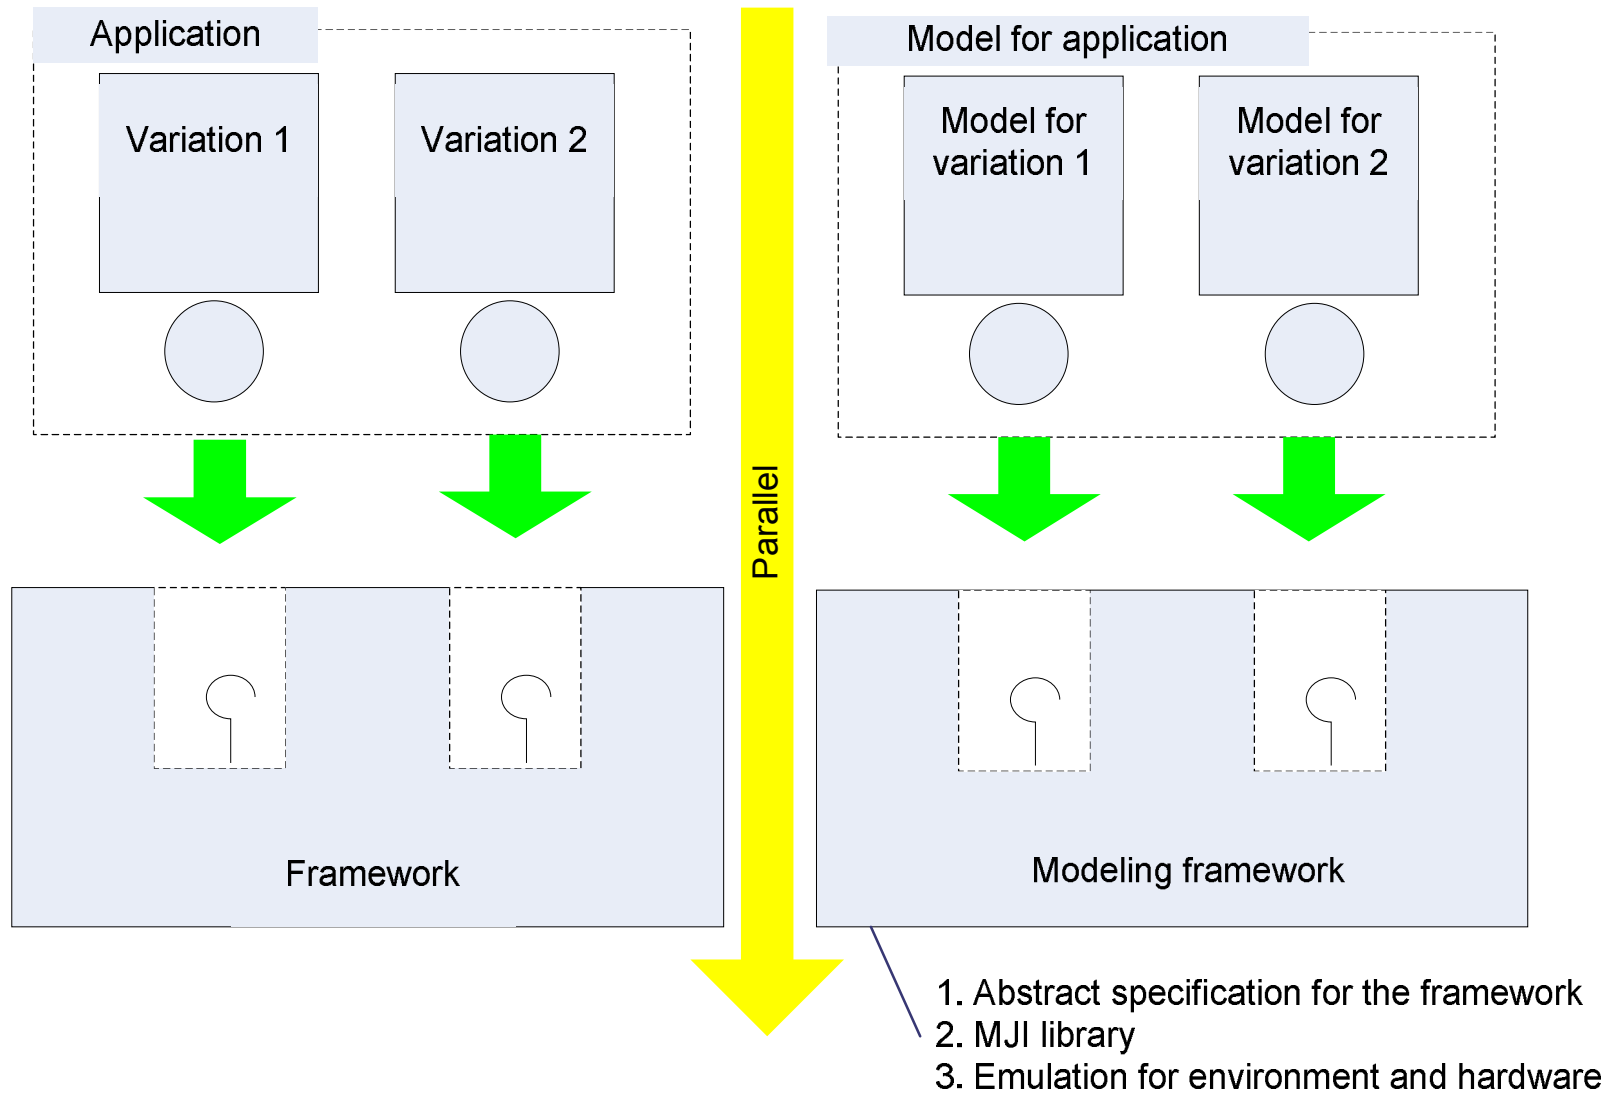 Application
Variation 1
Variation 2
Framework
Parallel
Model for application
Model for
variation 1
Model for
variation 2
Modeling framework
1. Abstract specification for the framework
2. MJI library
3. Emulation for environment and hardware